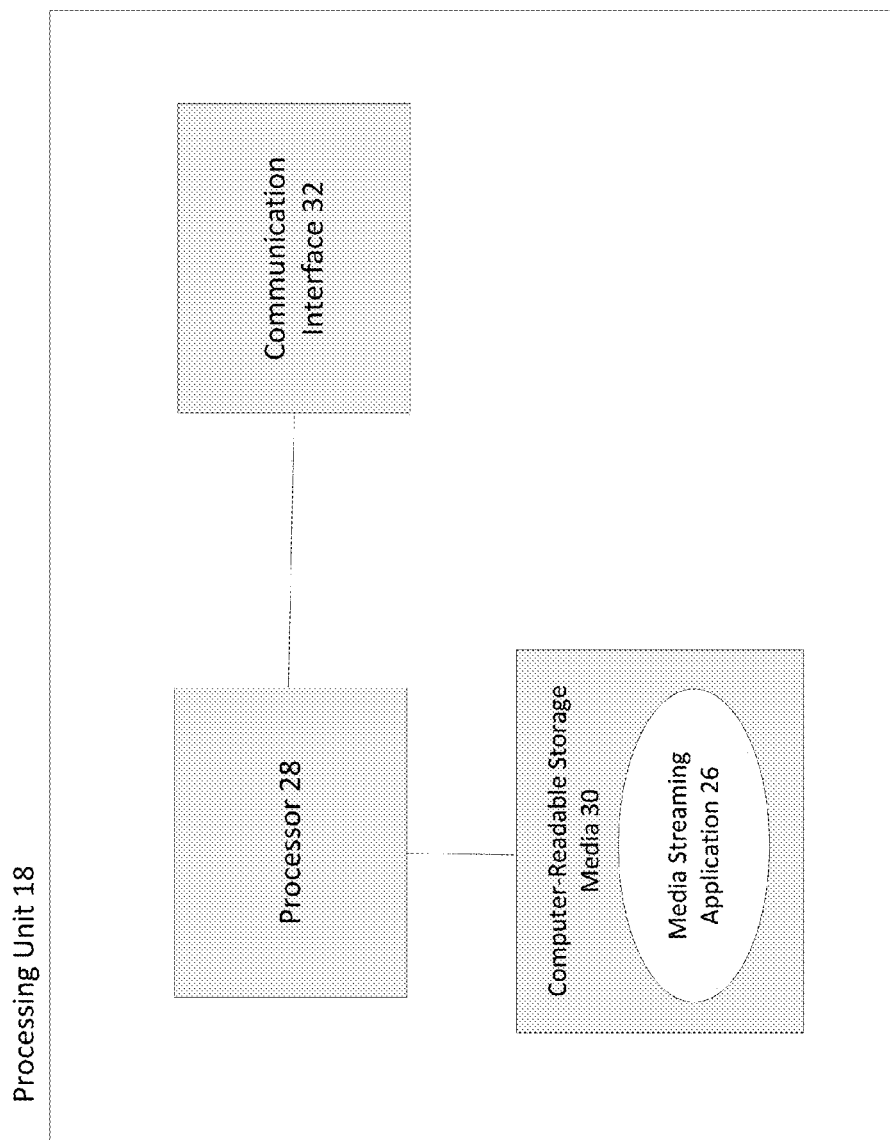 Processing Unit 18
Processor 28
Communication
Interface 32
Computer-Readable Storage
Media 30
Media Streaming
Application 26